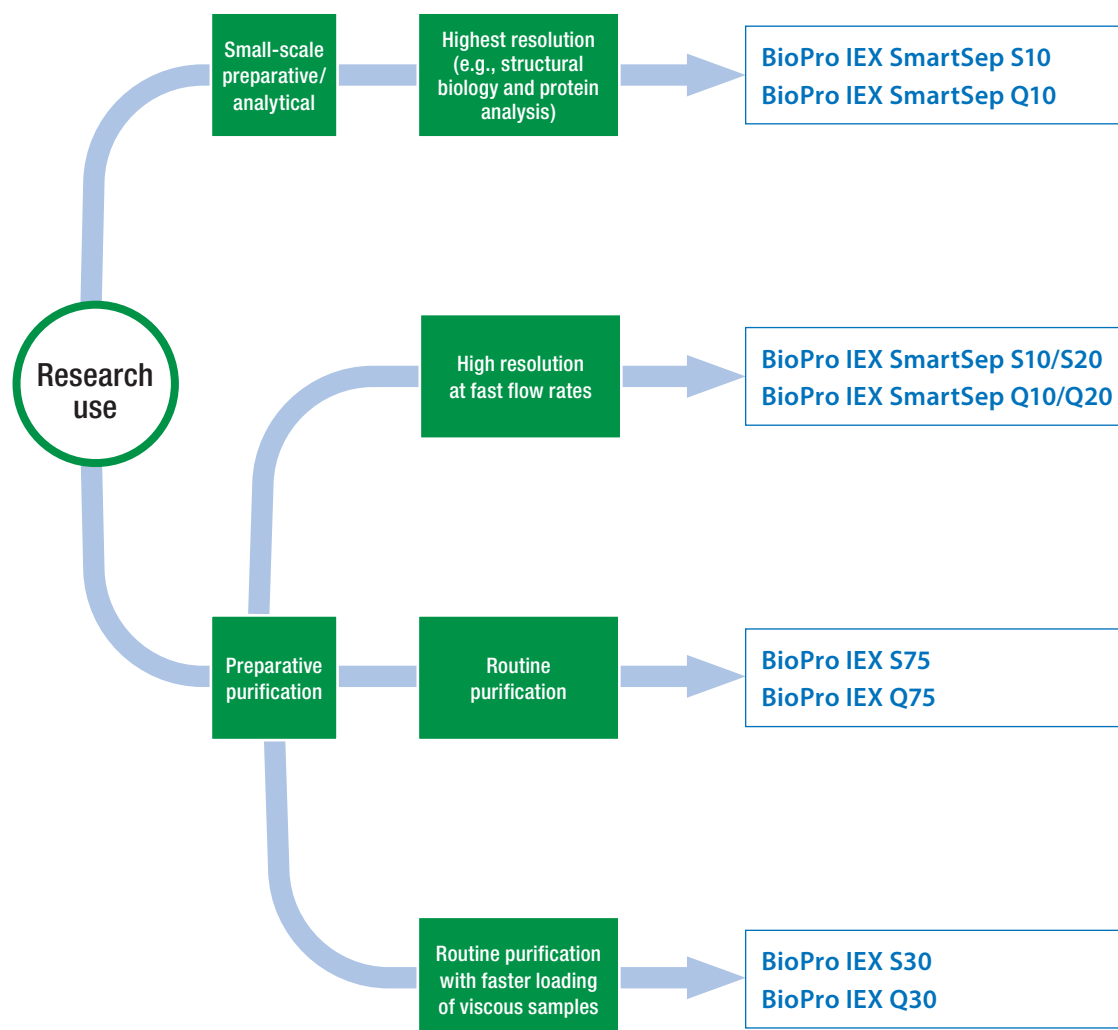 Small-scale
preparative/
analytical
Highest resolution
(e.g., structural
biology and protein
analysis)
BioPro IEX SmartSep S10
BioPro IEX SmartSep Q10
Research
use
High resolution
at fast flow rates
BioPro IEX SmartSep S10/S20
BioPro IEX SmartSep Q10/Q20
Preparative
purification
Routine
purification
BioPro IEX S75
BioPro IEX Q75
Routine purification
with faster loading
of viscous samples
BioPro IEX S30
BioPro IEX Q30